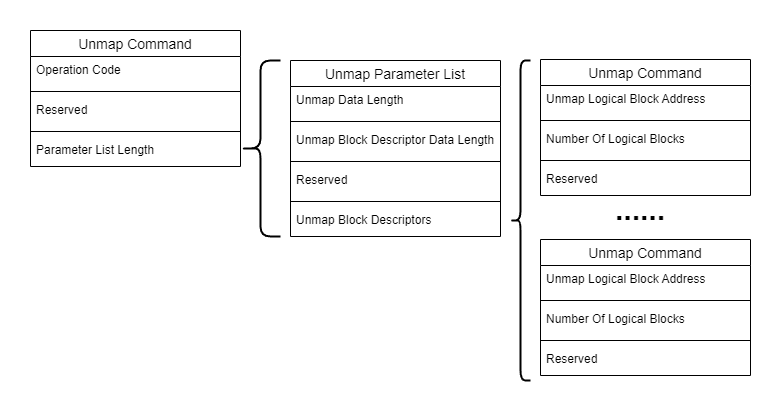 Unmap Command
Operation Code
Reserved
Parameter List Length
Unmap Parameter List
Unmap Data Length
Unmap Block Descriptor Data Length
Reserved
Unmap Block Descriptors
Unmap Command
Unmap Logical Block Address
Number Of Logical Blocks
Reserved
......
Unmap Command
Unmap Logical Block Address
Number Of Logical Blocks
Reserved